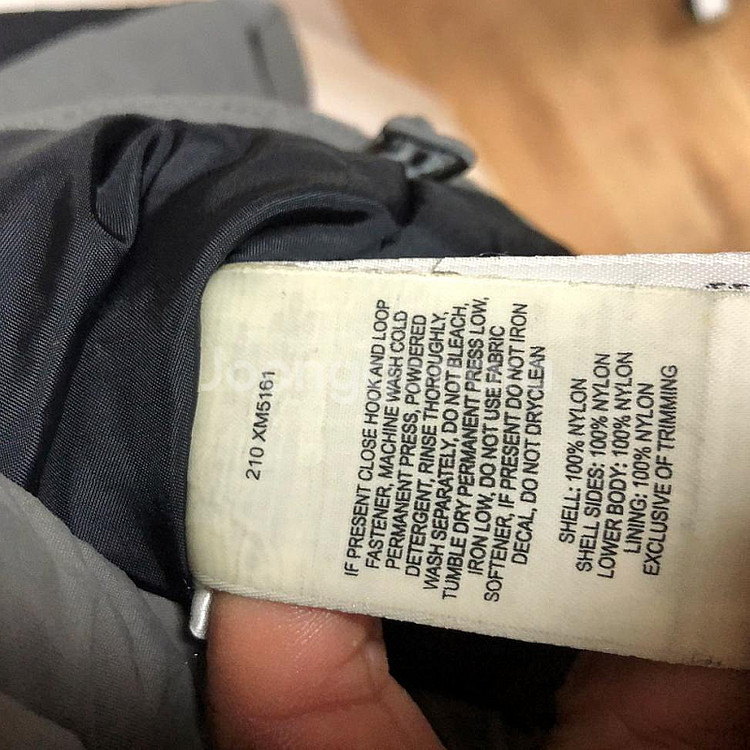 210 XM5161
IF PRESENT CLOSE HOOK AND LOOP
FASTENER, MACHINE WASH COLD
PERMANENT PRESS, POWDERED
DETERGENT, RINSE THOROUGHLY,
WASH SEPARATELY, DO NOT BLEACH,
TUMBLE DRY PERMANENT PRESS LOW,
IRON LOW, DO NOT USE FABRIC
SOFTENER, IF PRESENT DO NOT IRON
DECAL, DO NOT DRYCLEAN
SHELL: 100% NYLON
SHELL SIDES: 100% NYLON
LOWER BODY: 100% NYLON
LINING: 100% NYLON
EXCLUSIVE OF TRIMMING